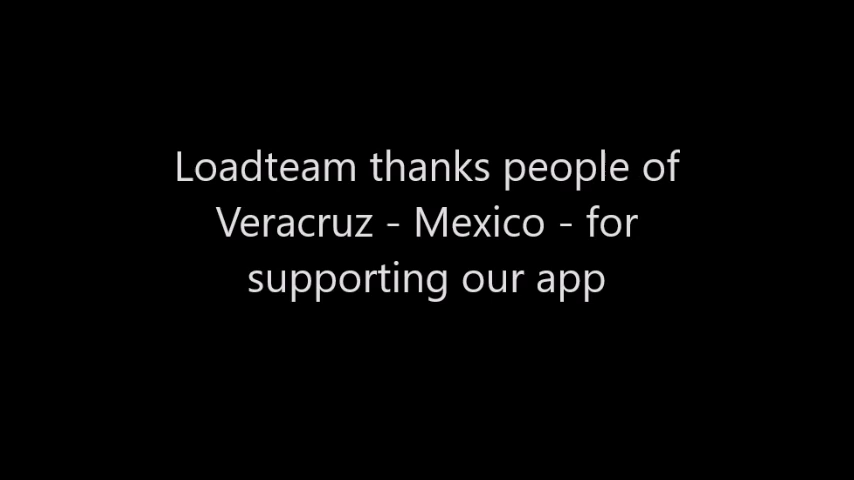 Loadteam thanks people of
Veracruz - Mexico - for
supporting our app